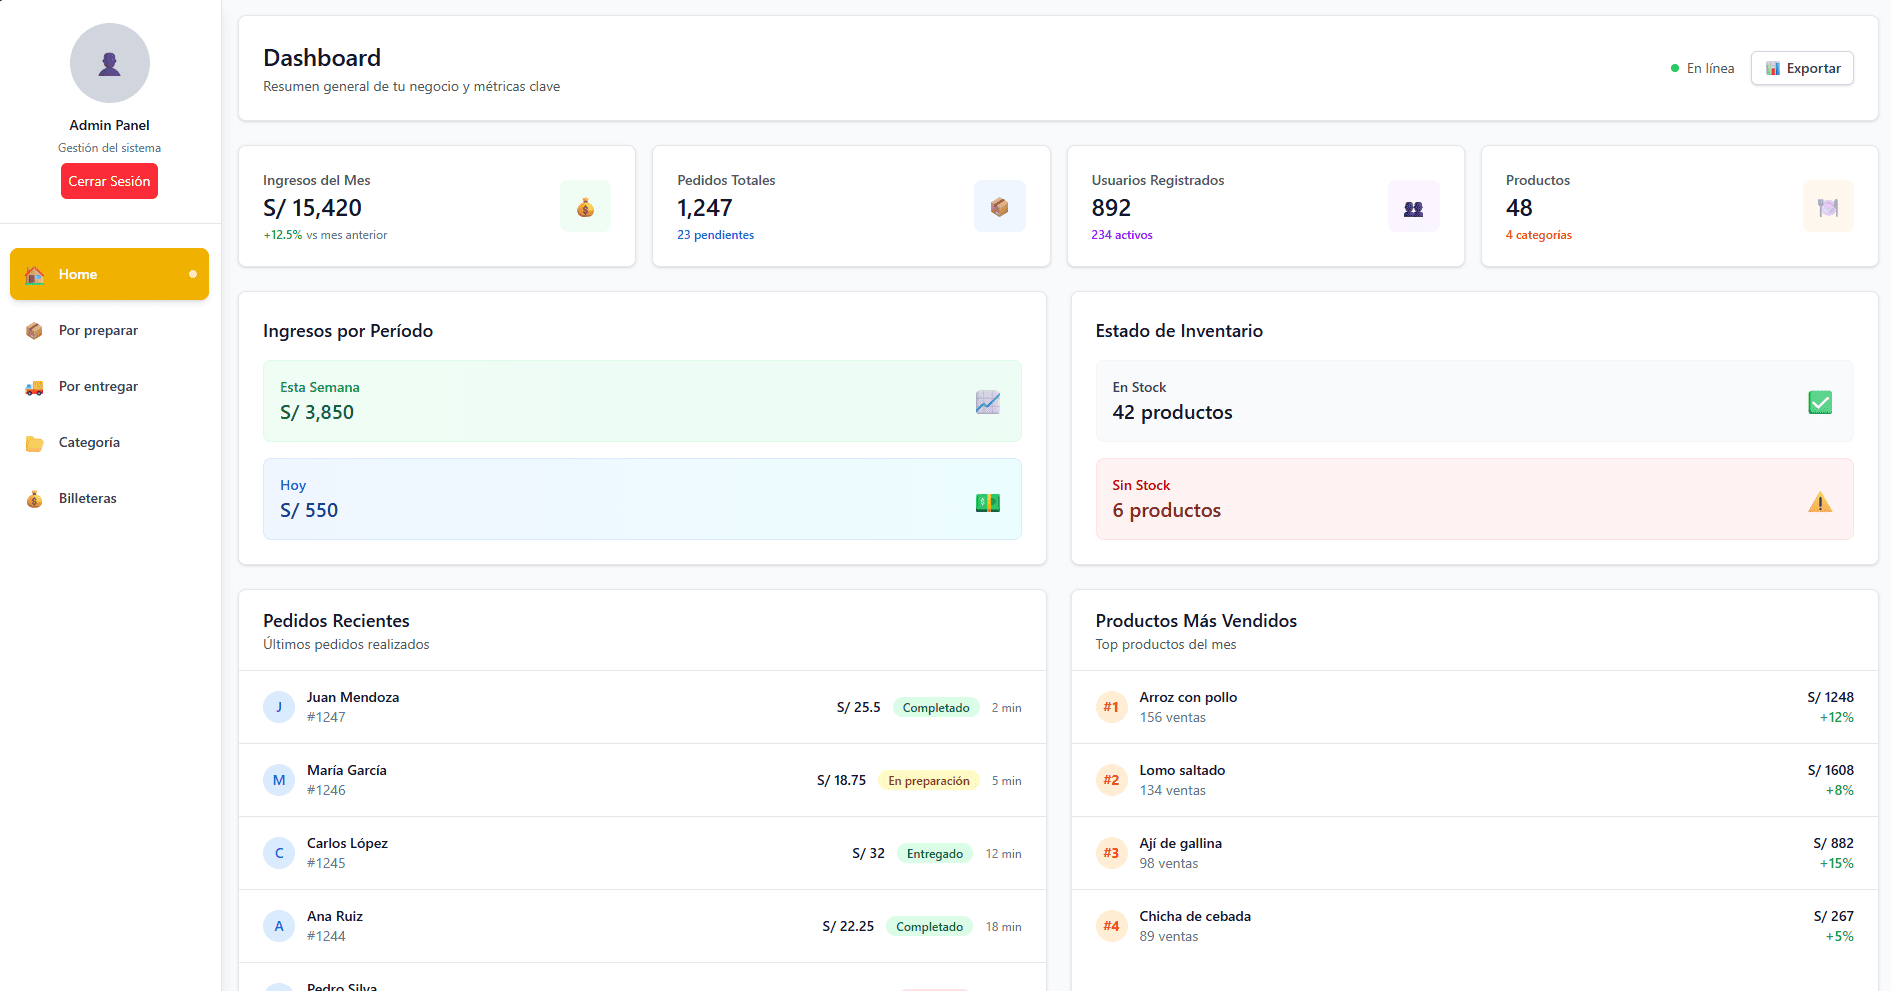 Admin Panel
Gestión del sistema
Cerrar Sesión
Home
Por preparar
Por entregar
Categoría
Billeteras
Dashboard
Resumen general de tu negocio y métricas clave
En línea
Exportar
Ingresos del Mes
S/ 15,420
+12.5% vs mes anterior
Pedidos Totales
1,247
23 pendientes
Usuarios Registrados
892
234 activos
Productos
48
4 categorías
Ingresos por Período
Esta Semana
S/ 3,850
Hoy
S/ 550
Estado de Inventario
En Stock
42 productos
Sin Stock
6 productos
Pedidos Recientes
Últimos pedidos realizados
J
Juan Mendoza
#1247
S/ 25.5
Completado
2 min
M
María García
#1246
S/ 18.75
En preparación
5 min
C
Carlos López
#1245
S/ 32
Entregado
12 min
A
Ana Ruiz
#1244
S/ 22.25
Completado
18 min
Pedro Silva
Productos Más Vendidos
Top productos del mes
#1
Arroz con pollo
156 ventas
S/ 1248
+12%
#2
Lomo saltado
134 ventas
S/ 1608
+8%
#3
Ají de gallina
98 ventas
S/ 882
+15%
#4
Chicha de cebada
89 ventas
S/ 267
+5%